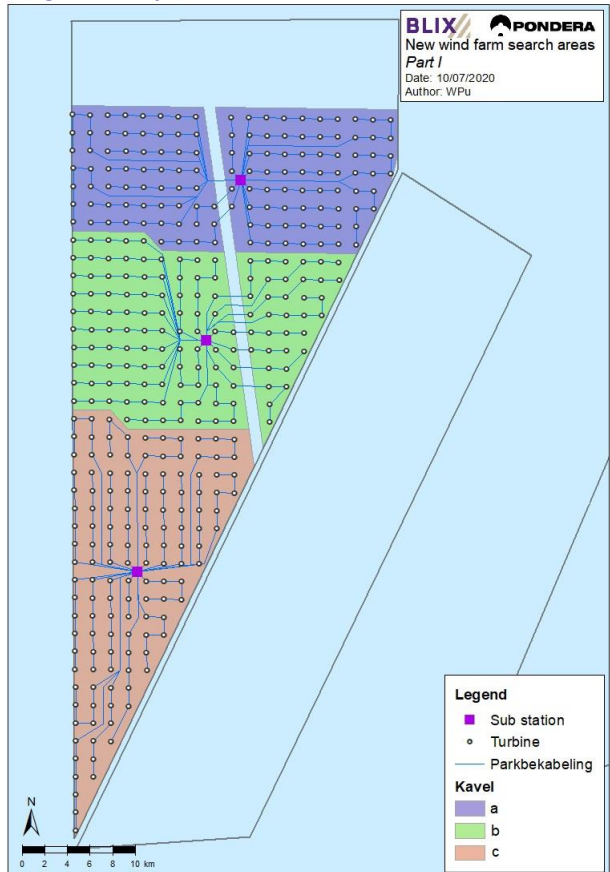 BLIX PONDERA
New wind farm search areas
Part I
Date: 10/07/2020
Author: WPu
Legend
Sub station
Turbine
Parkbekabeling
Kavel
a
b
c
N
0 2 4 6 8 10 km